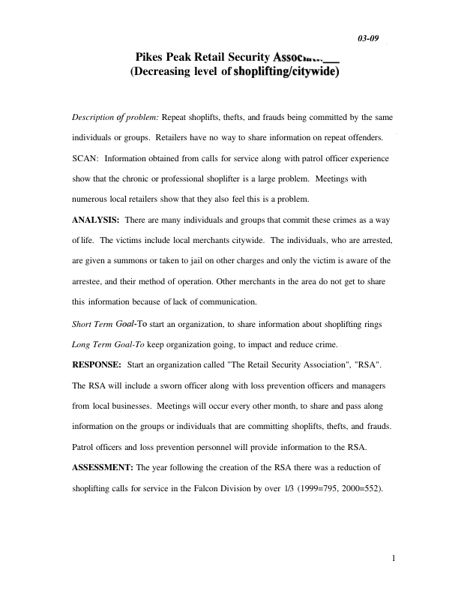 03-09
Pikes Peak Retail Security
(Decreasing level of shoplifting/citywide)
Description of problem: Repeat shoplifts, thefts, and frauds being committed by the same
individuals or groups. Retailers have no way to share information on repeat offenders.
SCAN: Information obtained from calls for service along with patrol officer experience
show that the chronic or professional shoplifter is a large problem. Meetings with
numerous local retailers show that they also feel this is a problem.
ANALYSIS: There are many individuals and groups that commit these crimes as a way
of life. The victims include local merchants citywide. The individuals, who are arrested,
are given a summons or taken to jail on other charges and only the victim is aware of the
arrestee, and their method of operation. Other merchants in the area do not get to share
this information because of lack of communication.
Short Term Goal-To start an organization, to share information about shoplifting rings
Long Term Goal-To keep organization going, to impact and reduce crime.
RESPONSE: Start an organization called "The Retail Security Association", "RSA".
The RSA will include a sworn officer along with loss prevention officers and managers
from local businesses. Meetings will occur every other month, to share and pass along
information on the groups or individuals that are committing shoplifts, thefts, and frauds.
Patrol officers and loss prevention personnel will provide information to the RSA.
ASSESSMENT: The year following the creation of the RSA there was a reduction of
shoplifting calls for service in the Falcon Division by over 1/3 (1999=795, 2000=552).
1